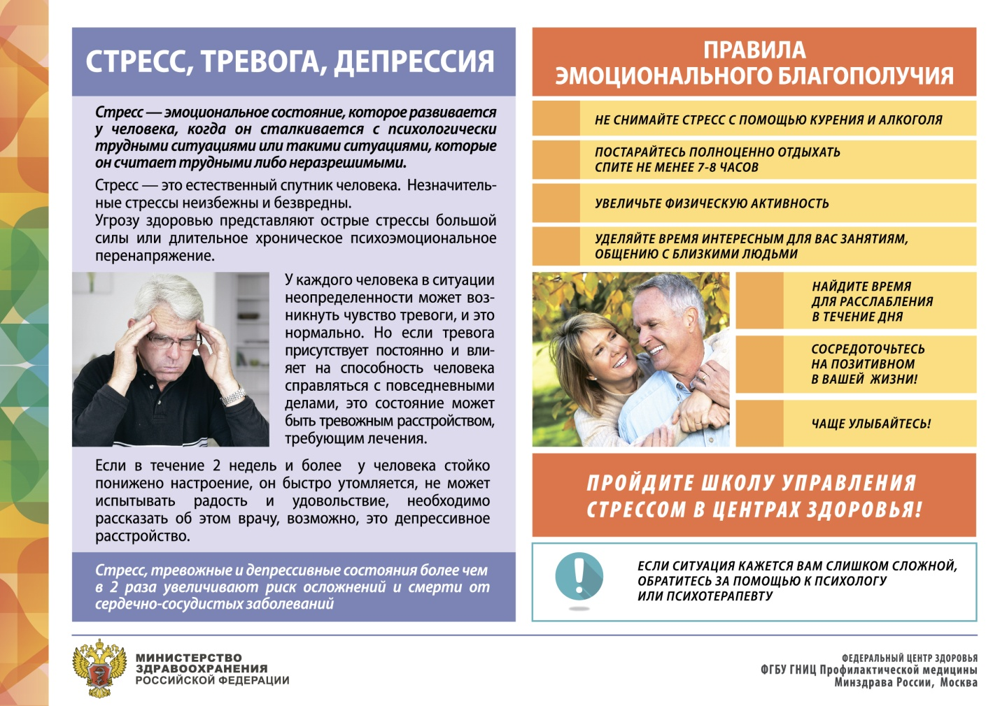 СТРЕСС, ТРЕВОГА, ДЕПРЕССИЯ
Стресс — эмоциональное состояние, которое развивается
у человека, когда он сталкивается с психологически
трудными ситуациями или такими ситуациями, которые
он считает трудными либо неразрешимыми.
Стресс — это естественный спутник человека. Незначитель-
ные стрессы неизбежны и безвредны.
Угрозу здоровью представляют острые стрессы большой
силы или длительное хроническое психоэмоциональное
перенапряжение.
У каждого человека в ситуации
неопределенности может воз-
никнуть чувство тревоги, и это
нормально. Но если тревога
присутствует постоянно и вли-
яет на способность человека
справляться с повседневными
делами, это состояние может
быть тревожным расстройством,
требующим лечения.
Если в течение 2 недель и более у человека стойко
понижено настроение, он быстро утомляется, не может
испытывать радость и удовольствие, необходимо
рассказать об этом врачу, возможно, это депрессивное
расстройство.
Стресс, тревожные и депрессивные состояния более чем
в 2 раза увеличивают риск осложнений и смерти от
сердечно-сосудистых заболеваний
ПРАВИЛА
ЭМОЦИОНАЛЬНОГО БЛАГОПОЛУЧИЯ
НЕ СНИМАЙТЕ СТРЕСС С ПОМОЩЬЮ КУРЕНИЯ И АЛКОГОЛЯ
ПОСТАРАЙТЕСЬ ПОЛНОЦЕННО ОТДЫХАТЬ
СПИТЕ НЕ МЕНЕЕ 7-8 ЧАСОВ
УВЕЛИЧЬТЕ ФИЗИЧЕСКУЮ АКТИВНОСТЬ
УДЕЛЯЙТЕ ВРЕМЯ ИНТЕРЕСНЫМ ДЛЯ ВАС ЗАНЯТИЯМ,
ОБЩЕНИЮ С БЛИЗКИМИ ЛЮДЬМИ
НАЙДИТЕ ВРЕМЯ
ДЛЯ РАССЛАБЛЕНИЯ
В ТЕЧЕНИЕ ДНЯ
СОСРЕДОТОЧЬТЕСЬ
НА ПОЗИТИВНОМ
В ВАШЕЙ ЖИЗНИ!
ЧАЩЕ УЛЫБАЙТЕСЬ!
ПРОЙДИТЕ ШКОЛУ УПРАВЛЕНИЯ
СТРЕССОМ В ЦЕНТРАХ ЗДОРОВЬЯ!
ЕСЛИ СИТУАЦИЯ КАЖЕТСЯ ВАМ СЛИШКОМ СЛОЖНОЙ,
ОБРАТИТЕСЬ ЗА ПОМОЩЬЮ К ПСИХОЛОГУ
ИЛИ ПСИХОТЕРАПЕВТУ
МИНИСТЕРСТВО
ЗДРАВООХРАНЕНИЯ
РОССИЙСКОЙ ФЕДЕРАЦИИ
ФЕДЕРАЛЬНЫЙ ЦЕНТР ЗДОРОВЬЯ
ФГБУ ГНИЦ Профилактической медицины
Минздрава России, Москва